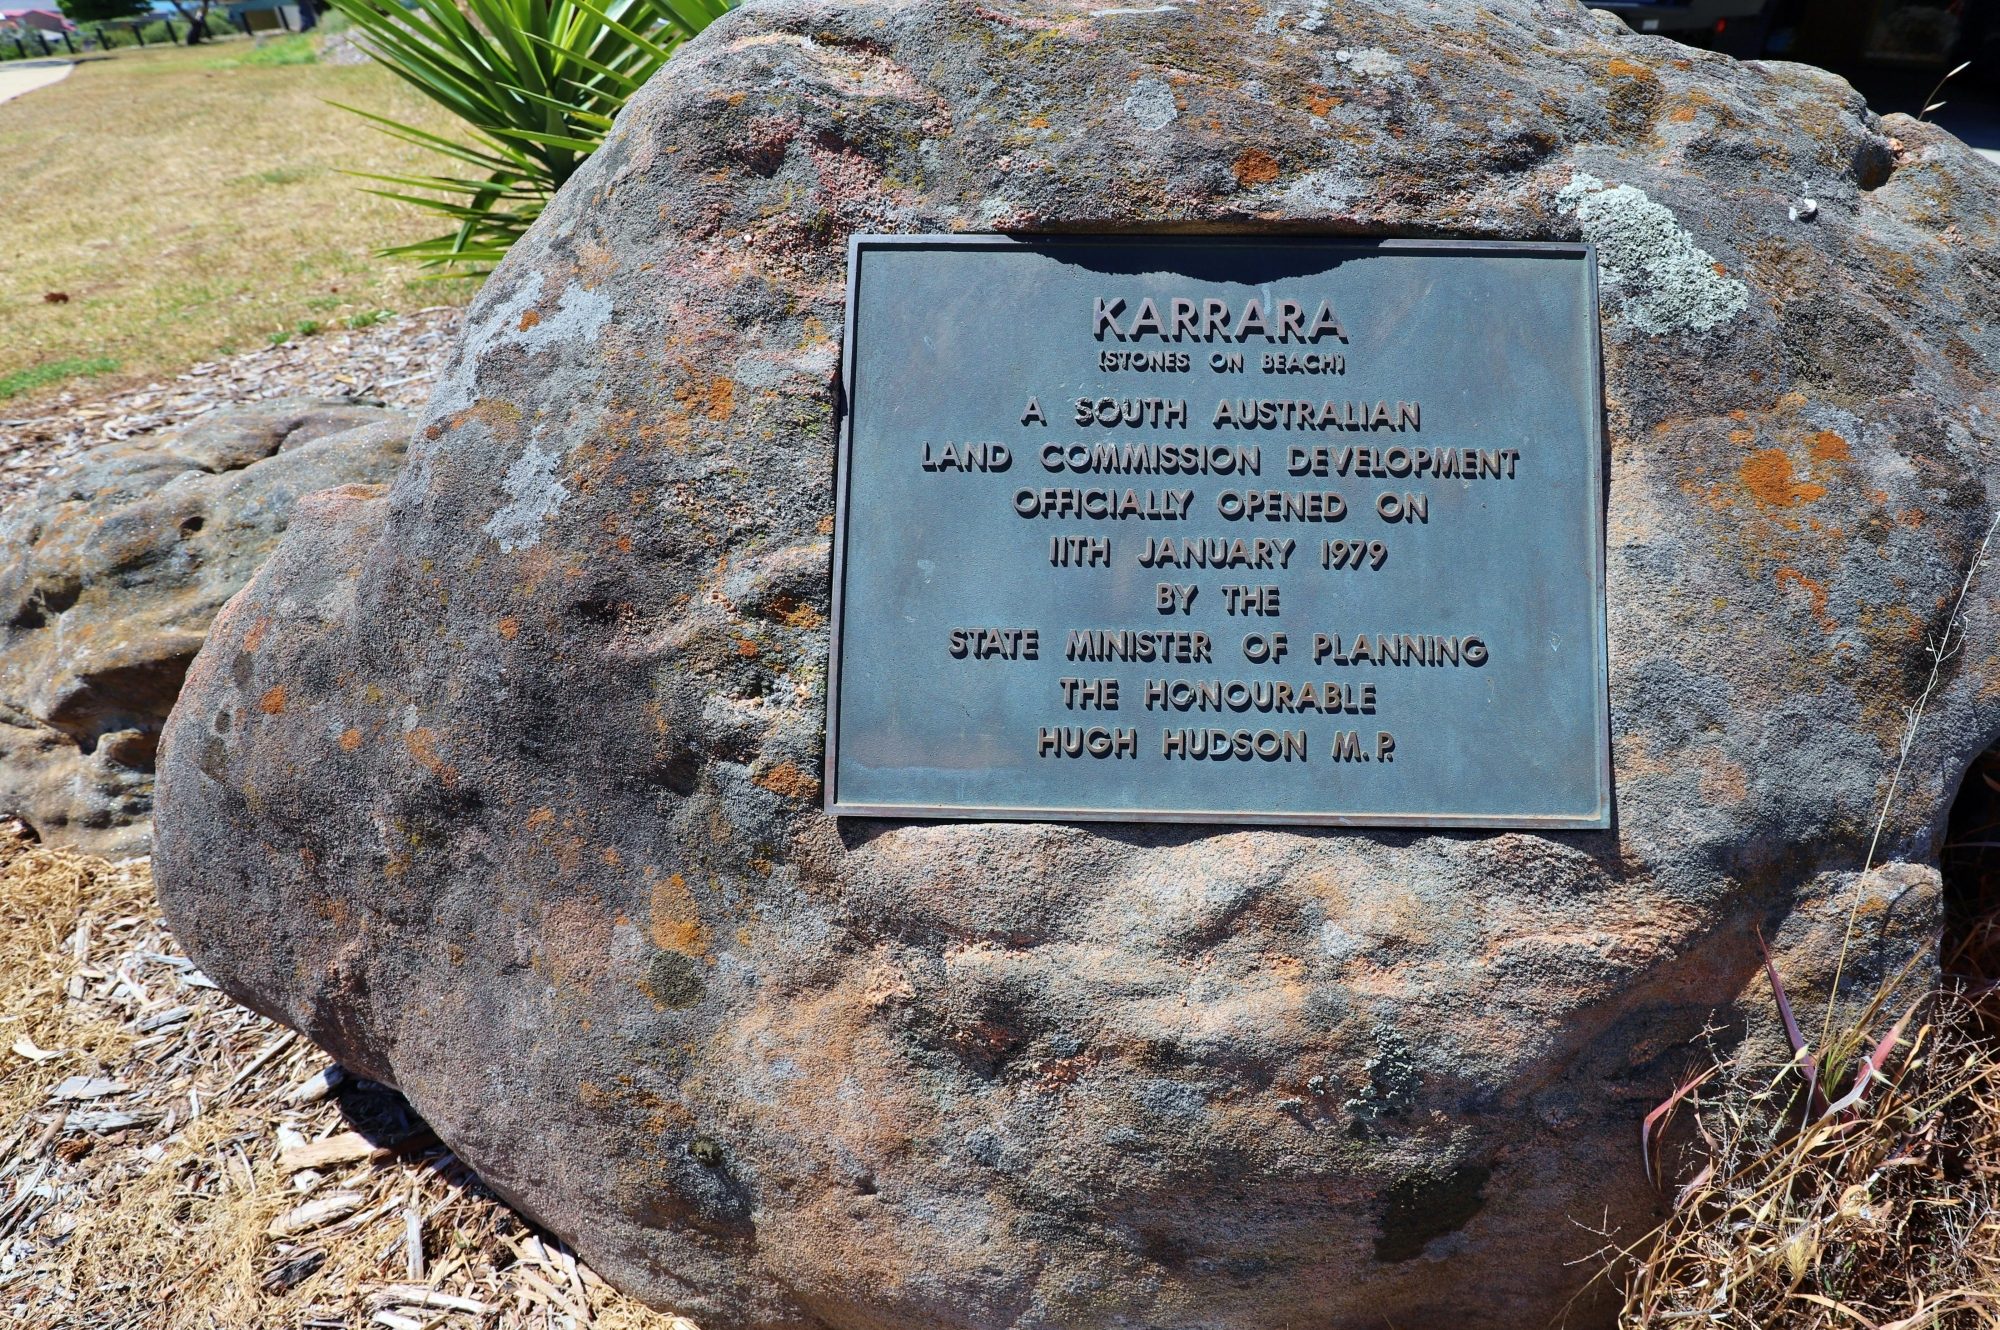 KARRARA
(STONES ON BEACH)
A SOUTH AUSTRALIAN
LAND COMMISSION DEVELOPMENT
OFFICIALLY OPENED ON
11TH JANUARY 1979
BY THE
STATE MINISTER OF PLANNING
THE HONOURABLE
HUGH HUDSON M.P.